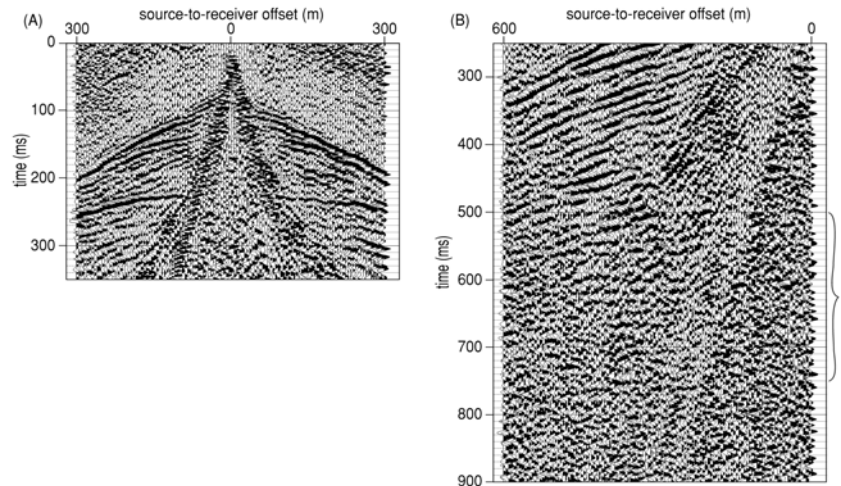 (A)
source-to-receiver offset (m)
300 0 300
0
100
200
300
time (ms)
(B)
source-to-receiver offset (m)
600 0
300
400
500
600
700
800
900
time (ms)